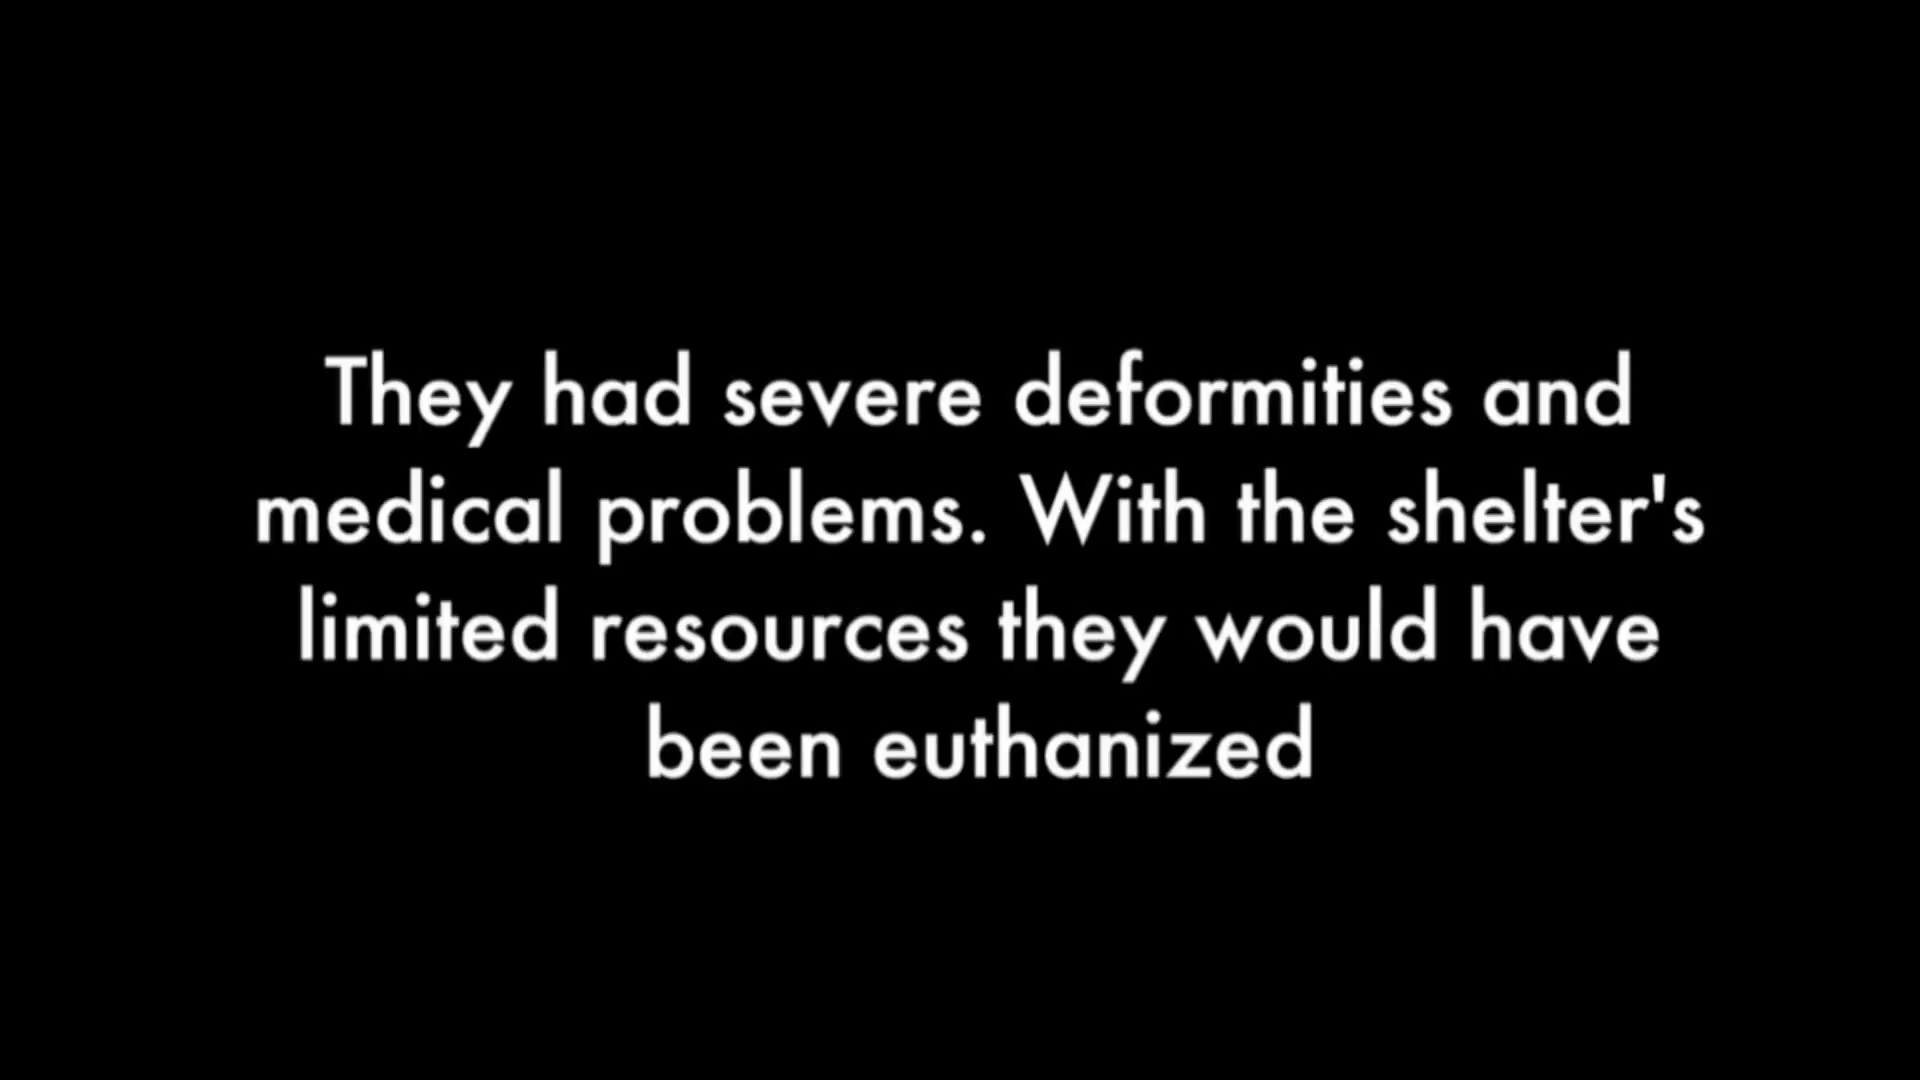 They had severe deformities and
medical problems. With the shelter's
limited resources they would have
been euthanized